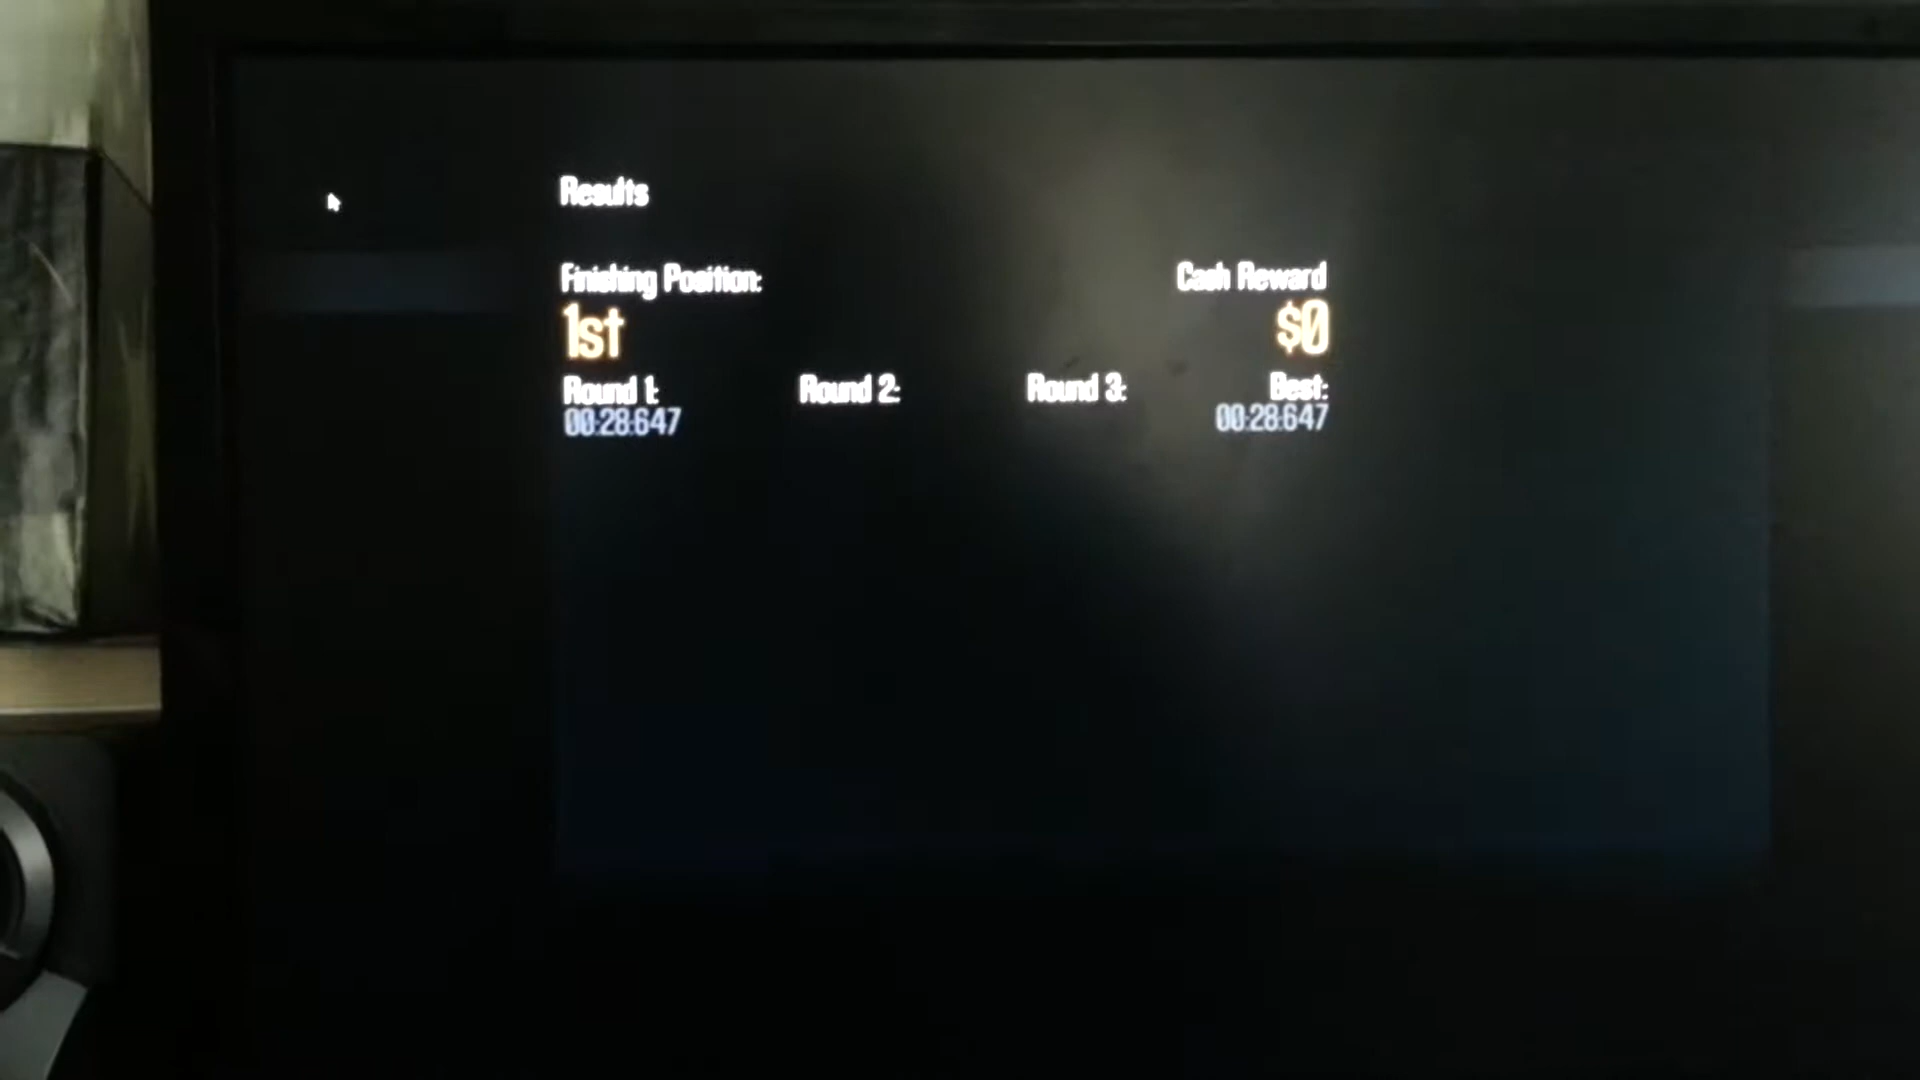 Results
Finishing Position: Cash Reward
1st $0
Round 1: Round 2: Round 3: Best:
00:28:647 00:28:647